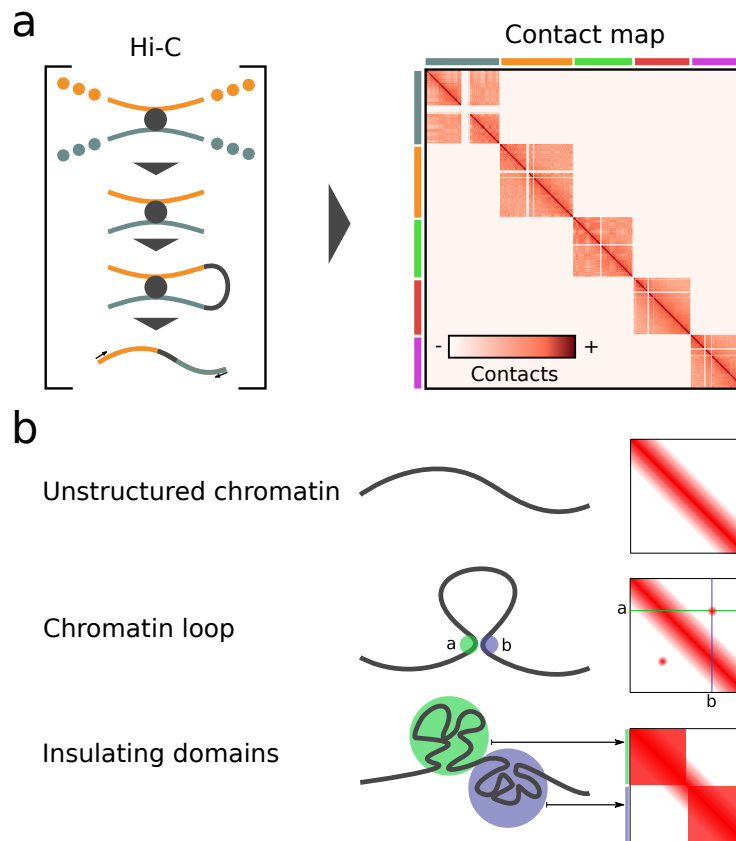 a
Hi-C
Contact map
- +
Contacts
b
Unstructured chromatin
Chromatin loop
a b
a
b
Insulating domains